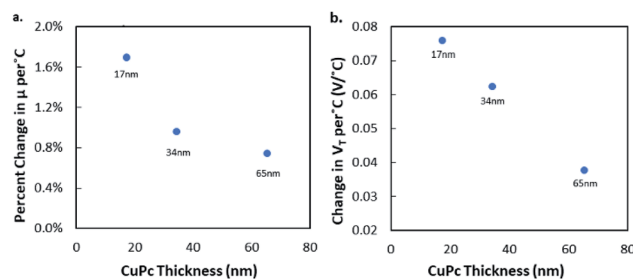 a.
Percent Change in μ per˚C
2.0%
1.6%
1.2%
0.8%
0.4%
0.0%
17nm
34nm
65nm
0
20
40
60
80
CuPc Thickness (nm)
b.
Change in V_T per˚C (V/˚C)
0.08
0.07
0.06
0.05
0.04
0.03
0.02
17nm
34nm
65nm
0
20
40
60
80
CuPc Thickness (nm)